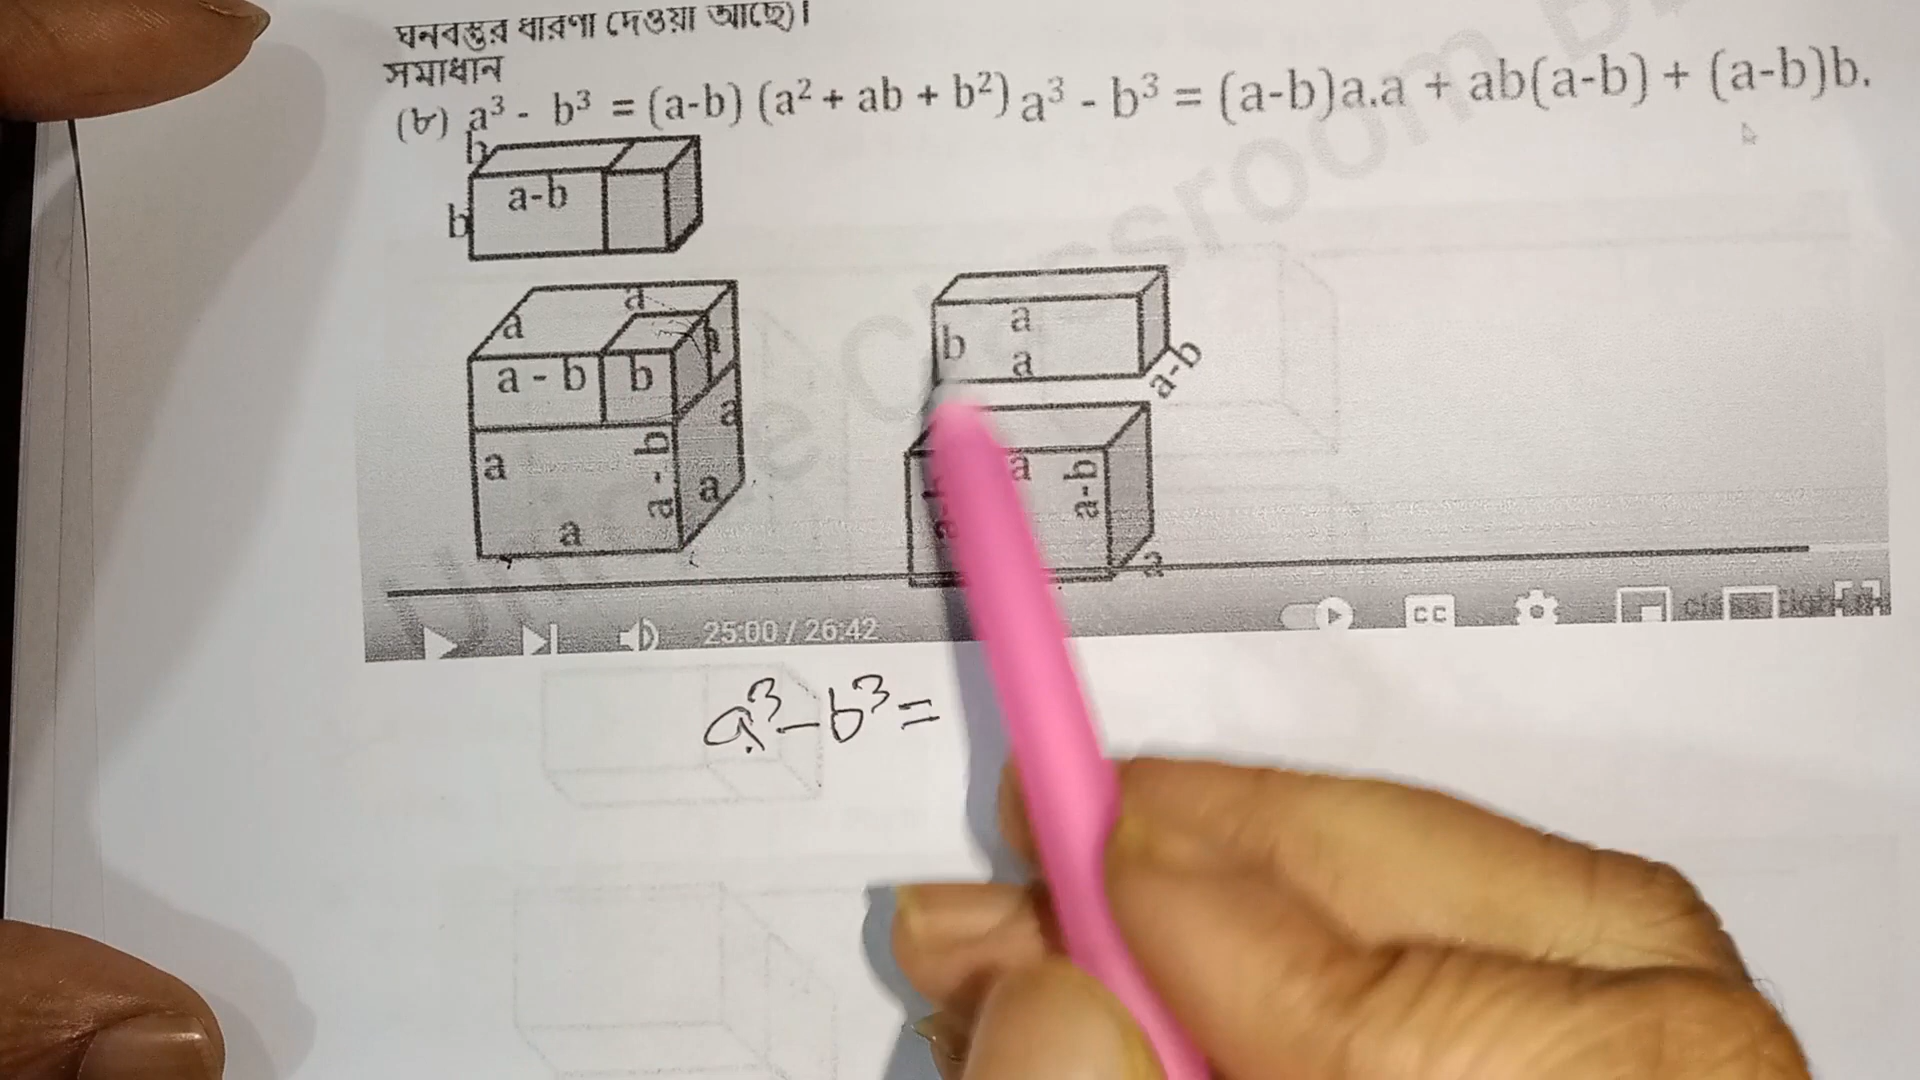 ঘনবস্তুর ধারণা দেওয়া আছে)।
সমাধান
(৮) a³ - b³ = (a-b) (a² + ab + b²) a³ - b³ = (a-b)a.a + ab(a-b) + (a-b)b.
b
a-b
b
a
a
a - b
b
b
a
a
a - b
a
a
b
a
a
a-b
a
a-b
a-b
a
25:00 / 26:42
CC
a³ - b³ =